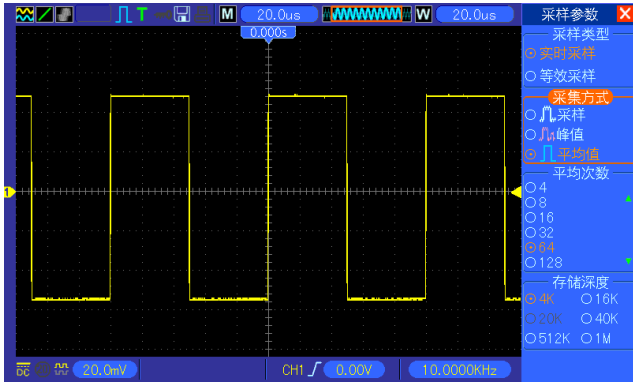 T M 20.0us W 20.0us 采样参数
0.000s
采样类型
实时采样
等效采样
采集方式
采样
峰值
平均值
平均次数
4
8
16
32
64
128
存储深度
4K 16K
20K 40K
512K 1M
1
DC 20.0mV CH1 0.00V 10.0000KHz